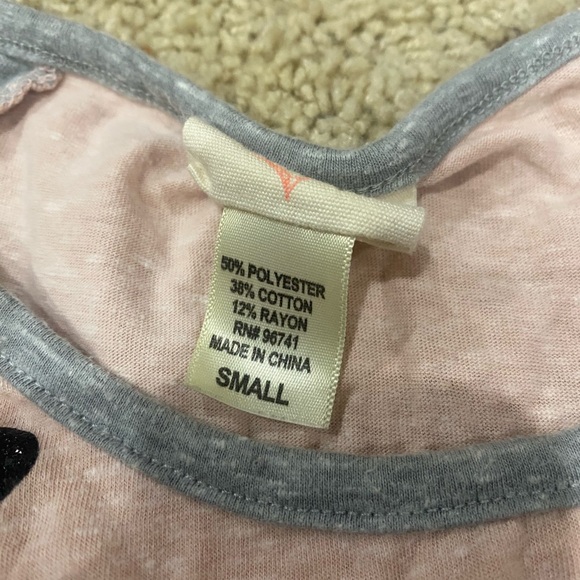 50% POLYESTER
38% COTTON
12% RAYON
RN# 96741
MADE IN CHINA
SMALL